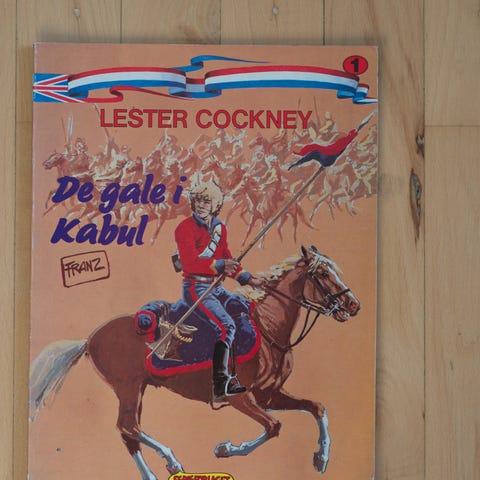 1
LESTER COCKNEY
De gale i
Kabul
FRANZ